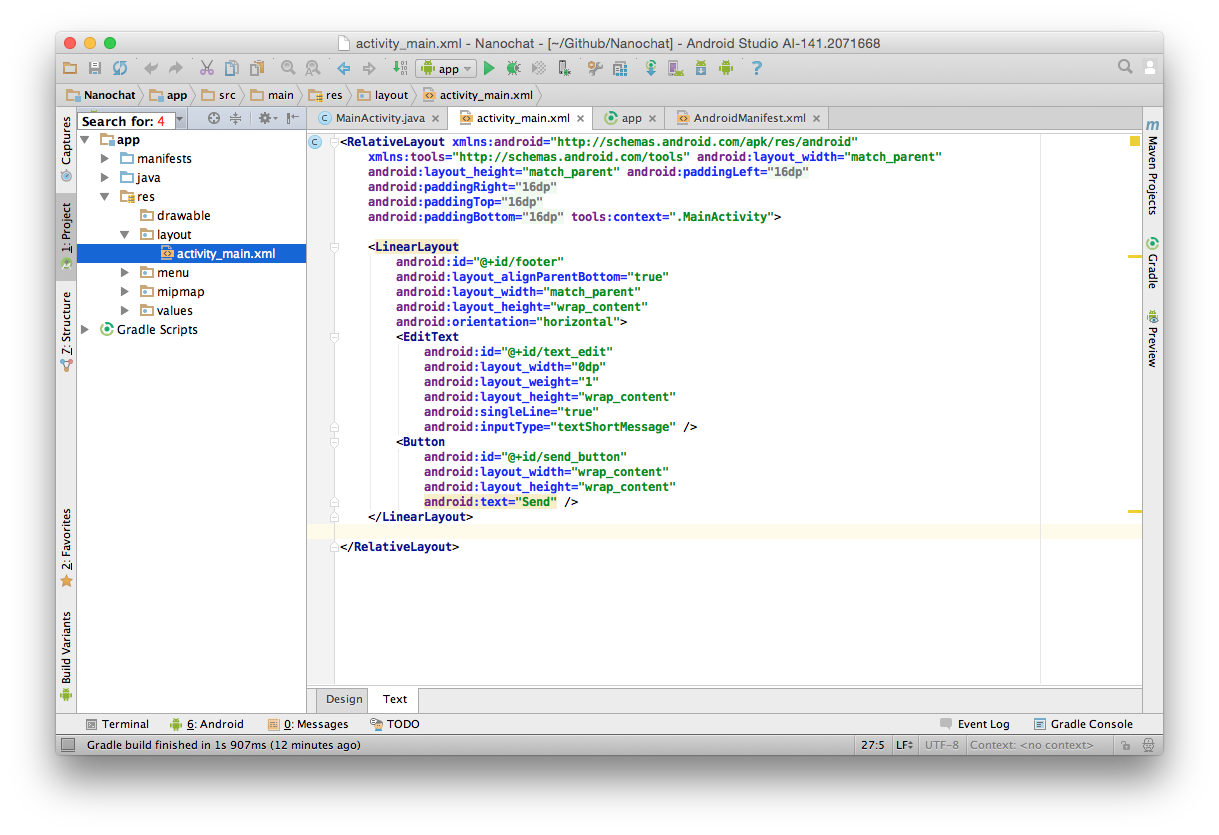 activity_main.xml - Nanochat - [~/Github/Nanochat] - Android Studio AI-141.2071668
app
Nanochat app src main res layout activity_main.xml
Search for: 4
MainActivity.java activity_main.xml app AndroidManifest.xml
Captures
1: Project
Z: Structure
2: Favorites
Build Variants
app
manifests
java
res
drawable
layout
activity_main.xml
menu
mipmap
values
Gradle Scripts
<RelativeLayout xmlns:android="http://schemas.android.com/apk/res/android"
xmlns:tools="http://schemas.android.com/tools" android:layout_width="match_parent"
android:layout_height="match_parent" android:paddingLeft="16dp"
android:paddingRight="16dp"
android:paddingTop="16dp"
android:paddingBottom="16dp" tools:context=".MainActivity">
<LinearLayout
android:id="@+id/footer"
android:layout_alignParentBottom="true"
android:layout_width="match_parent"
android:layout_height="wrap_content"
android:orientation="horizontal">
<EditText
android:id="@+id/text_edit"
android:layout_width="0dp"
android:layout_weight="1"
android:layout_height="wrap_content"
android:singleLine="true"
android:inputType="textShortMessage" />
<Button
android:id="@+id/send_button"
android:layout_width="wrap_content"
android:layout_height="wrap_content"
android:text="Send" />
</LinearLayout>
</RelativeLayout>
m Maven Projects
Gradle
Preview
Design Text
Terminal 6: Android 0: Messages TODO Event Log Gradle Console
Gradle build finished in 1s 907ms (12 minutes ago) 27:5 LF UTF-8 Context: <no context>